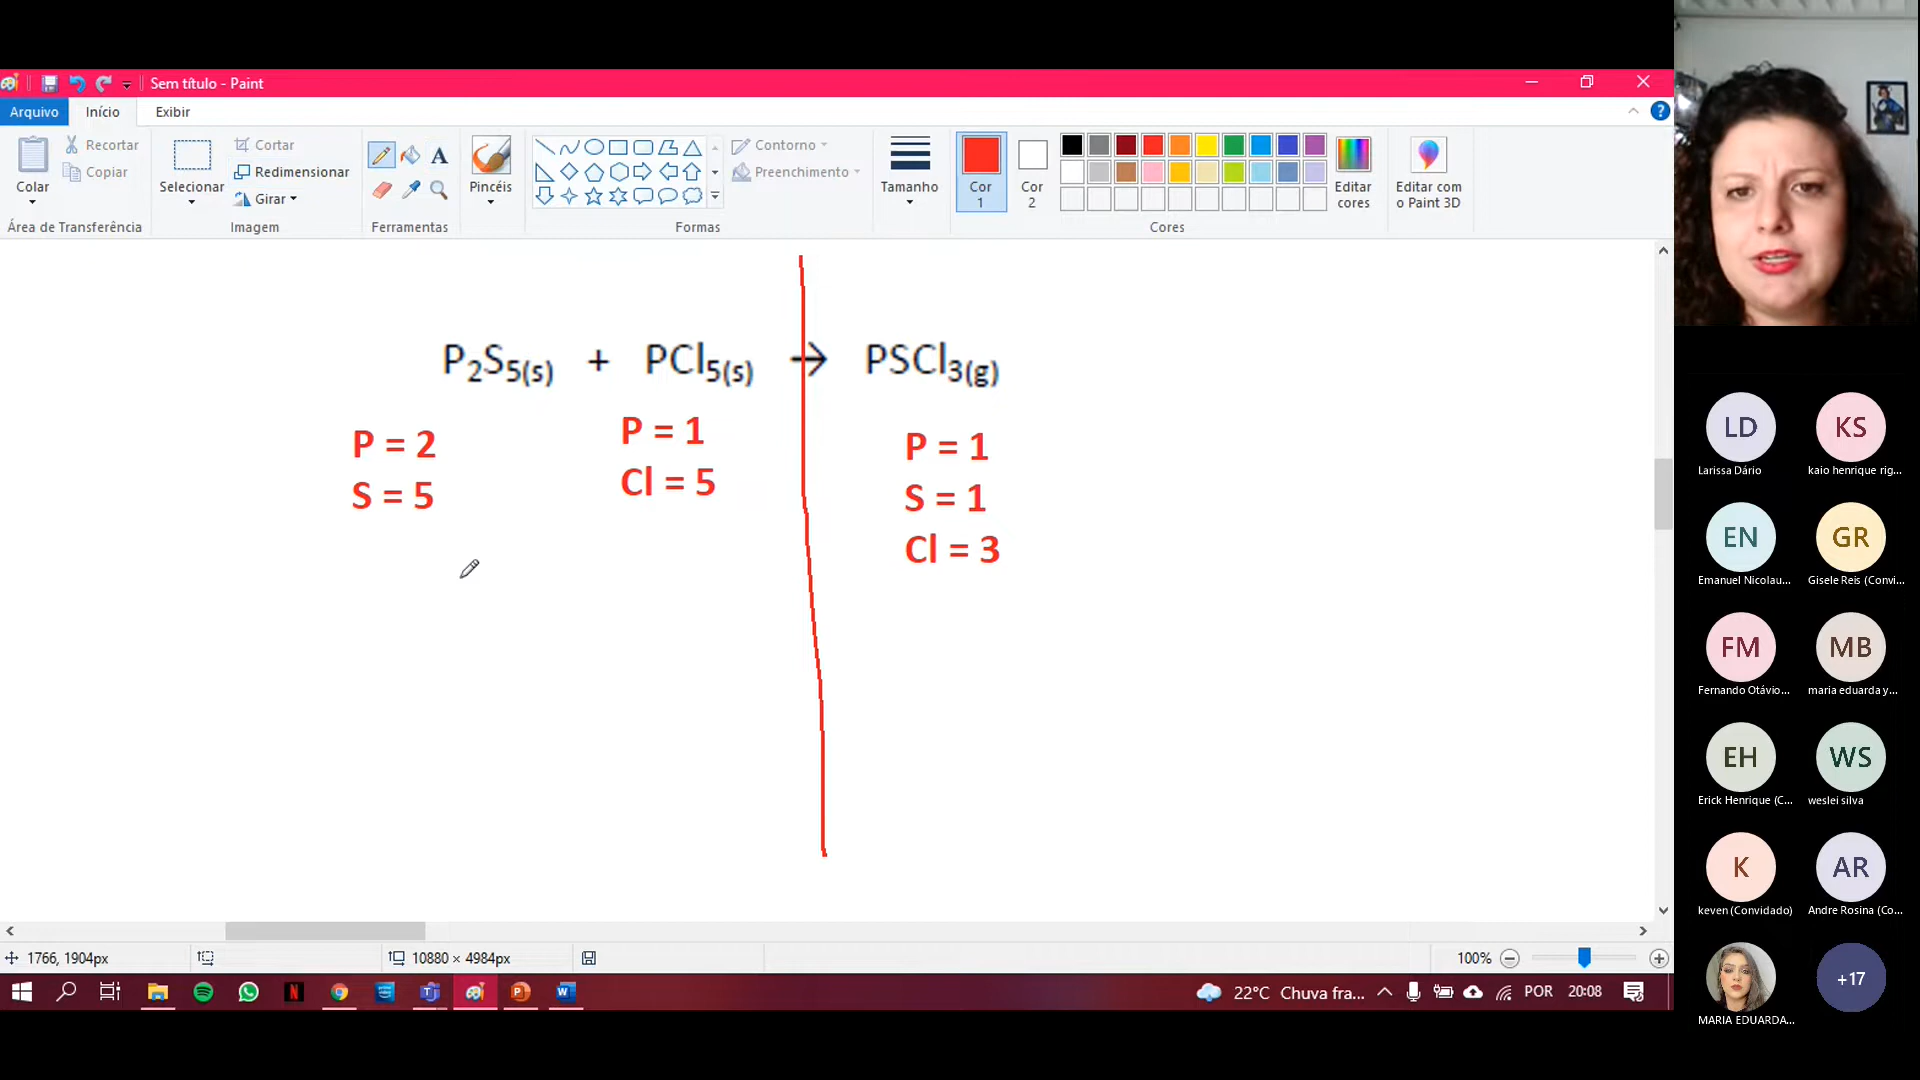 Sem título - Paint
Arquivo Início Exibir
Colar
Recortar
Copiar
Área de Transferência
Selecionar
Cortar
Redimensionar
Girar
Imagem
A
Ferramentas
Pincéis
Formas
Contorno
Preenchimento
Tamanho
Cor 1
Cor 2
Editar cores
Editar com o Paint 3D
Cores
P₂S₅(s) + PCl₅(s) → PSCl₃(g)
P = 2
S = 5
P = 1
Cl = 5
P = 1
S = 1
Cl = 3
1766, 1904px
10880 × 4984px
100%
22°C Chuva fra... POR 20:08
LD
Larissa Dário
KS
kaio henrique rig...
EN
Emanuel Nicolau...
GR
Gisele Reis (Convi...
FM
Fernando Otávio...
MB
maria eduarda y...
EH
Erick Henrique (C...
WS
weslei silva
K
keven (Convidado)
AR
Andre Rosina (Co...
MARIA EDUARDA...
+17